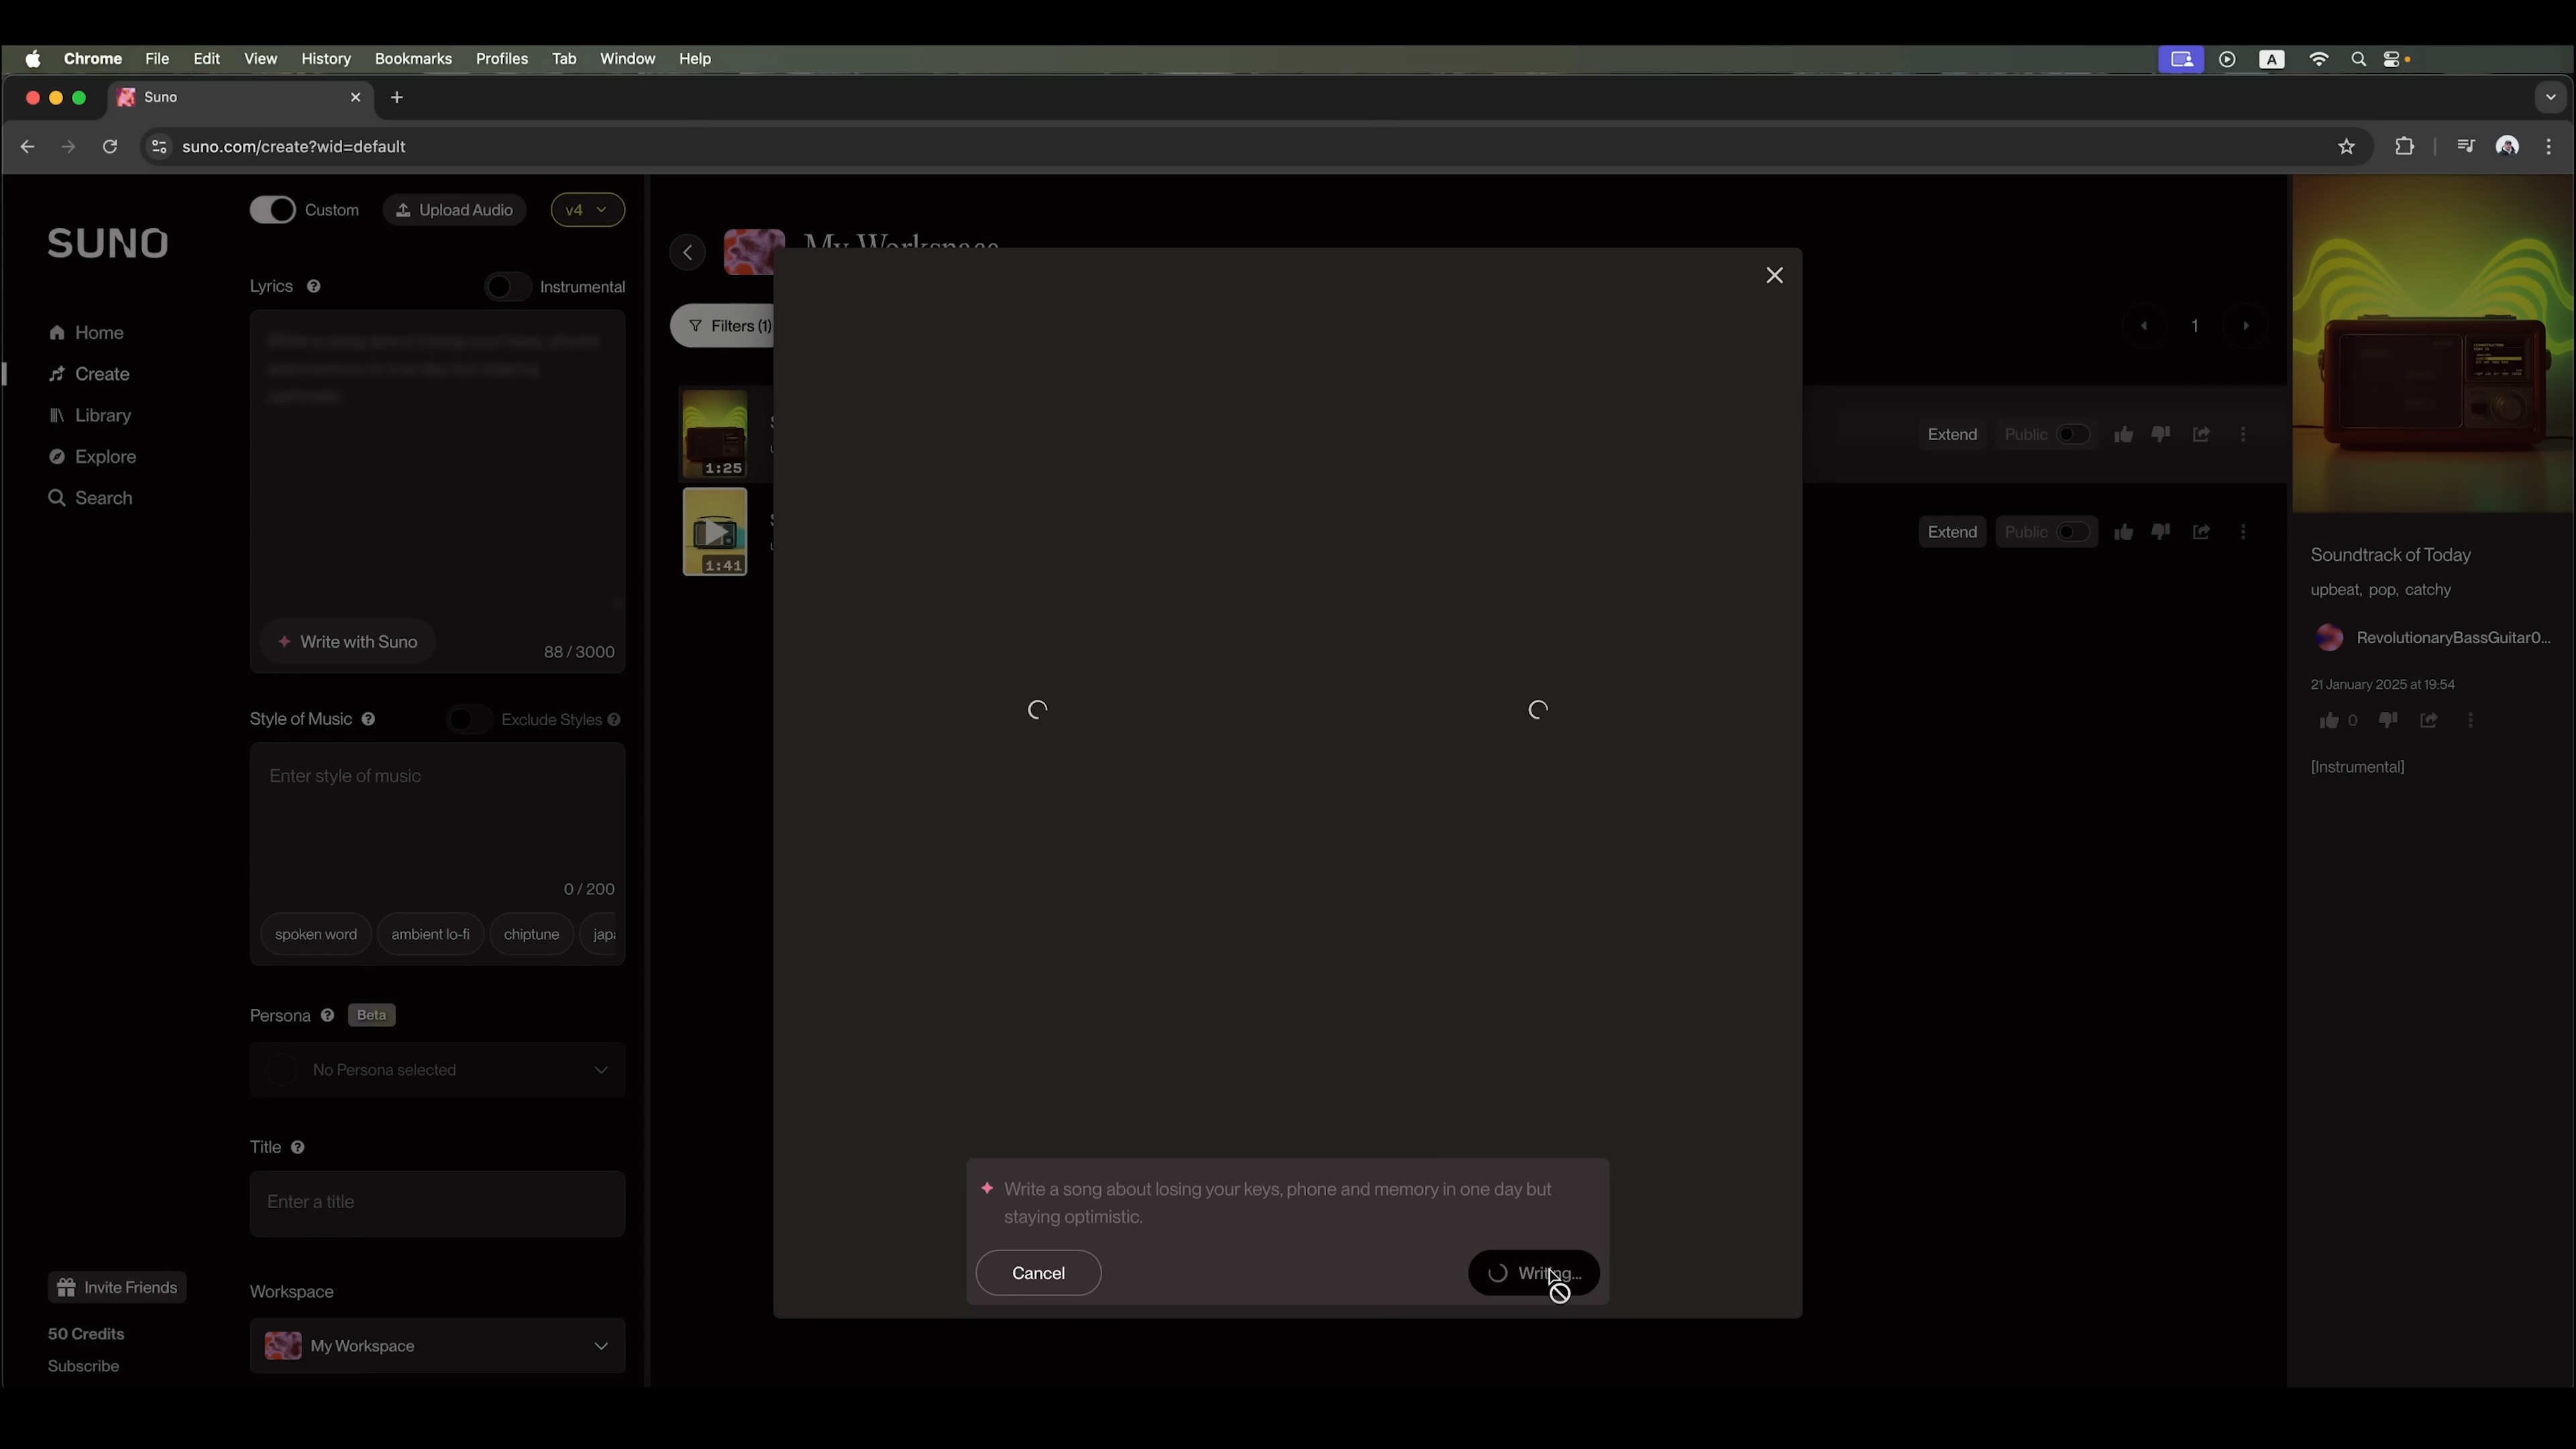 Chrome File Edit View History Bookmarks Profiles Tab Window Help
A
Suno
suno.com/create?wid=default
SUNO
Home
Create
Library
Explore
Search
Invite Friends
50 Credits
Subscribe
Custom Upload Audio v4
Lyrics Instrumental
Write with Suno
88 / 3000
Style of Music Exclude Styles
Enter style of music
0 / 200
spoken word ambient lo-fi chiptune japa
Persona Beta
No Persona selected
Title
Enter a title
Workspace
My Workspace
My Workspace
Filters (1)
1
1:25
Extend Public
1:41
Extend Public
Write a song about losing your keys, phone and memory in one day but
staying optimistic.
Cancel
Writing...
Soundtrack of Today
upbeat, pop, catchy
RevolutionaryBassGuitar0...
21 January 2025 at 19:54
0
[Instrumental]